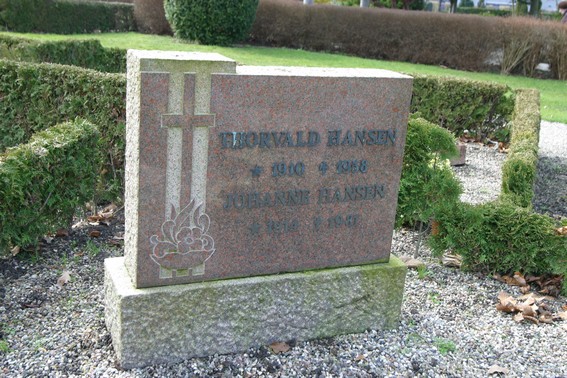 THORVALD HANSEN
* 1910 † 1968
JOHANNE HANSEN